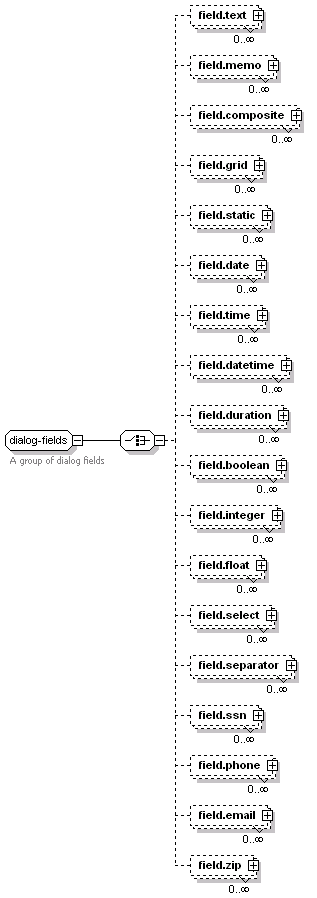 field.text
0..∞
field.memo
0..∞
field.composite
0..∞
field.grid
0..∞
field.static
0..∞
field.date
0..∞
field.time
0..∞
field.datetime
0..∞
field.duration
0..∞
dialog-fields
A group of dialog fields
field.boolean
0..∞
field.integer
0..∞
field.float
0..∞
field.select
0..∞
field.separator
0..∞
field.ssn
0..∞
field.phone
0..∞
field.email
0..∞
field.zip
0..∞